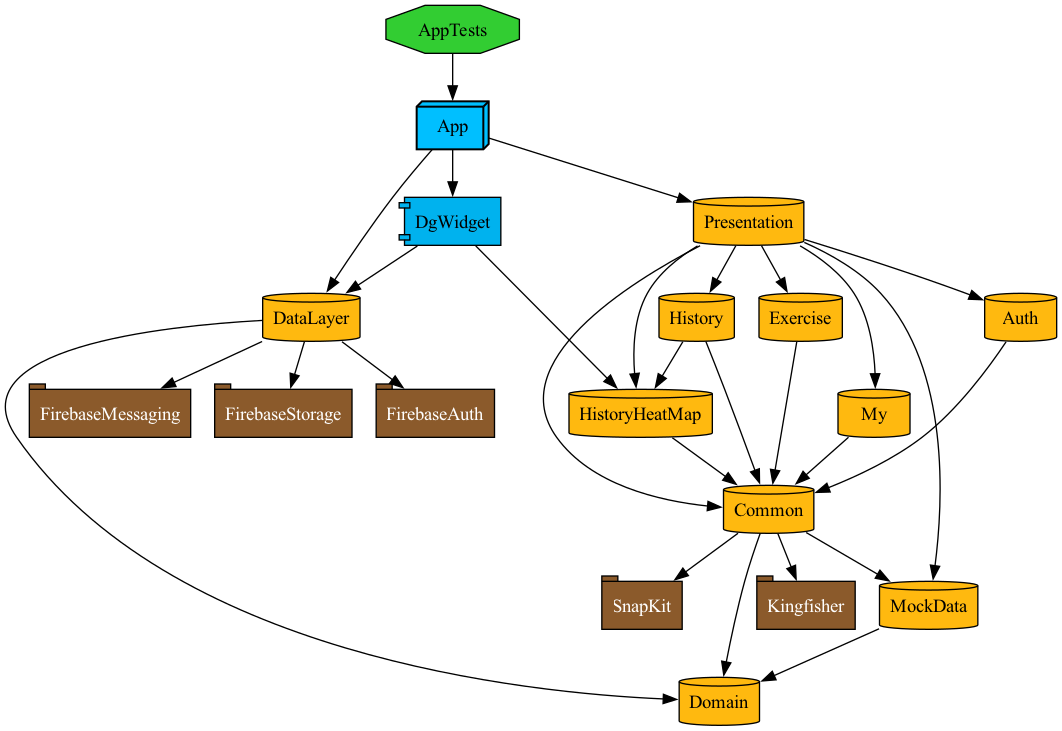 AppTests
App
DgWidget
Presentation
DataLayer
History
Exercise
Auth
FirebaseMessaging
FirebaseStorage
FirebaseAuth
HistoryHeatMap
My
Common
SnapKit
Kingfisher
MockData
Domain